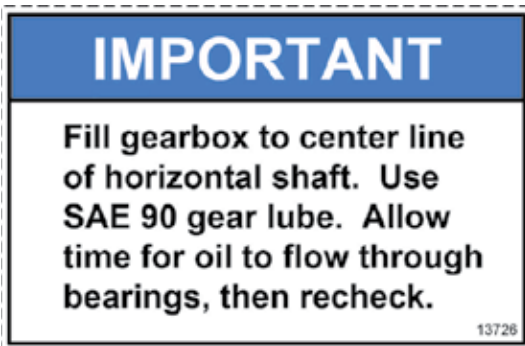 IMPORTANT
Fill gearbox to center line
of horizontal shaft.  Use
SAE 90 gear lube.  Allow
time for oil to flow through
bearings, then recheck.
13726